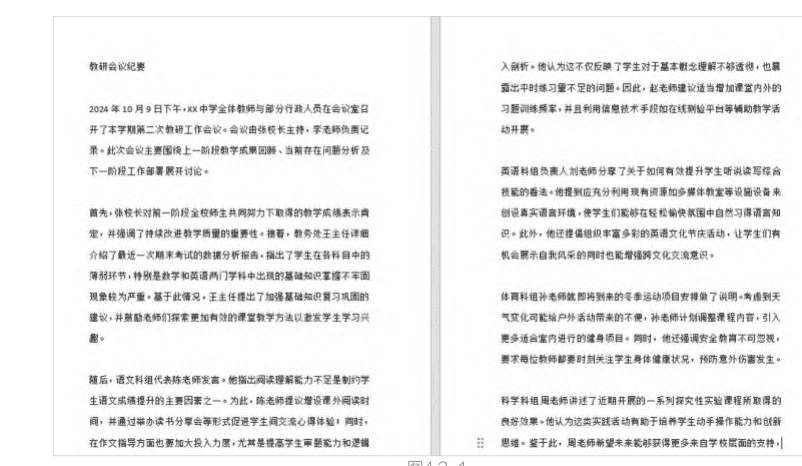 教研会议纪要
2024 年 10 月 9 日下午，XX 中学全体教师与部分行政人员在会议室召
开了本学期第二次教研工作会议。会议由张校长主持，李老师负责记
录。此次会议主要围绕上一阶段教学成果回顾、当前存在问题分析及
下一阶段工作部署展开讨论。
首先，张校长对前一阶段全校师生共同努力下取得的教学成绩表示肯
定，并强调了持续改进教学质量的重要性。接着，教务处王主任详细
介绍了最近一次期末考试的数据分析报告，指出了学生在各科目中的
薄弱环节，特别是数学和英语两门学科中出现的基础知识掌握不牢固
现象较为严重。基于此情况，王主任提出了加强基础知识复习巩固的
建议，并鼓励老师们探索更加有效的课堂教学方法以激发学生学习兴
趣。
随后，语文科组代表陈老师发言。他指出阅读理解能力不足是制约学
生语文成绩提升的主要因素之一。为此，陈老师提议增设课外阅读时
间，并通过举办读书分享会等形式促进学生间交流心得体验；同时，
在作文指导方面也要加大投入力度，尤其是提高学生审题能力和逻辑
入剖析。他认为这不仅反映了学生对于基本概念理解不够透彻，也暴
露出平时练习量不足的问题。因此，赵老师建议适当增加课堂内外的
习题训练频率，并且利用信息技术手段如在线测验平台等辅助教学活
动开展。
英语科组负责人刘老师分享了关于如何有效提升学生听说读写综合
技能的看法。他提到应充分利用现有资源如多媒体教室等设施设备来
创设真实语言环境，使学生们能够在轻松愉快氛围中自然习得语言知
识。此外，他还提倡组织丰富多彩的英语文化节庆活动，让学生们有
机会展示自我风采的同时也能增强跨文化交流意识。
体育科组孙老师就即将到来的冬季运动项目安排做了说明。考虑到天
气变化可能给户外活动带来的不便，孙老师计划调整课程内容，引入
更多适合室内进行的健身项目。同时，他还强调安全教育不可忽视，
要求每位教师都要时刻关注学生身体健康状况，预防意外伤害发生。
科学科组周老师讲述了近期开展的一系列探究性实验课程所取得的
良好效果。他认为这类实践活动有助于培养学生动手操作能力和创新
思维。鉴于此，周老师希望未来能够获得更多来自学校层面的支持，
图4.2-1